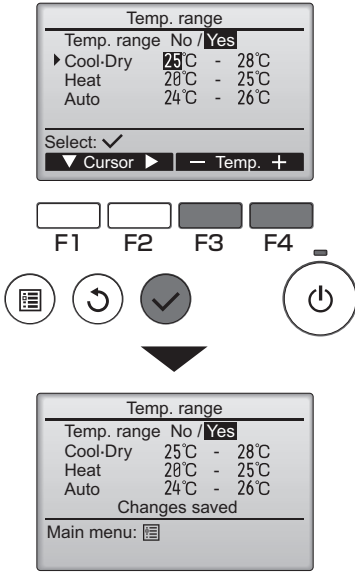 Temp. range
Temp. range No / Yes
Cool·Dry 25°C - 28°C
Heat 20°C - 25°C
Auto 24°C - 26°C
Select: ✓
▼ Cursor ▶ － Temp. ＋
F1 F2 F3 F4
Temp. range
Temp. range No / Yes
Cool·Dry 25°C - 28°C
Heat 20°C - 25°C
Auto 24°C - 26°C
Changes saved
Main menu: